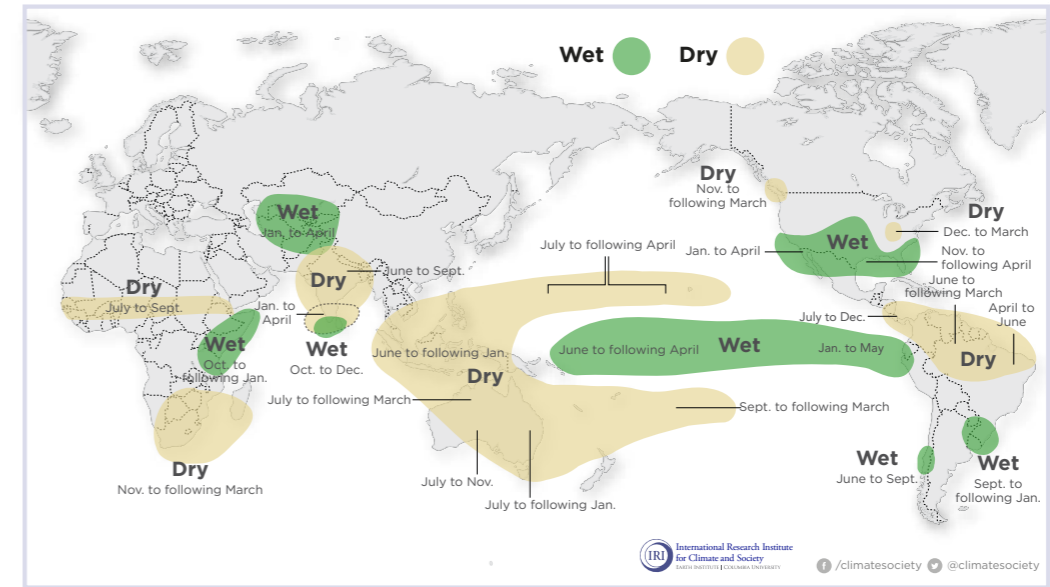 Wet
Dry
Dry
Nov. to
following March
Dry
Dec. to March
Wet
Jan. to April
Nov. to
following April
Wet
Jan. to April
July to following April
June to
following March
Dry
June to Sept.
Dry
July to Sept.
Jan. to
April
July to Dec.
April to
June
Wet
Oct. to
following Jan.
Wet
Oct. to Dec.
June to following Jan.
Dry
June to following April
Wet
Jan. to May
Dry
July to following March
Sept. to following March
Dry
Nov. to following March
July to Nov.
July to following Jan.
Wet
June to Sept.
Wet
Sept. to
following Jan.
IRI
International Research Institute
for Climate and Society
EARTH INSTITUTE | COLUMBIA UNIVERSITY
/climatesociety
@climatesociety